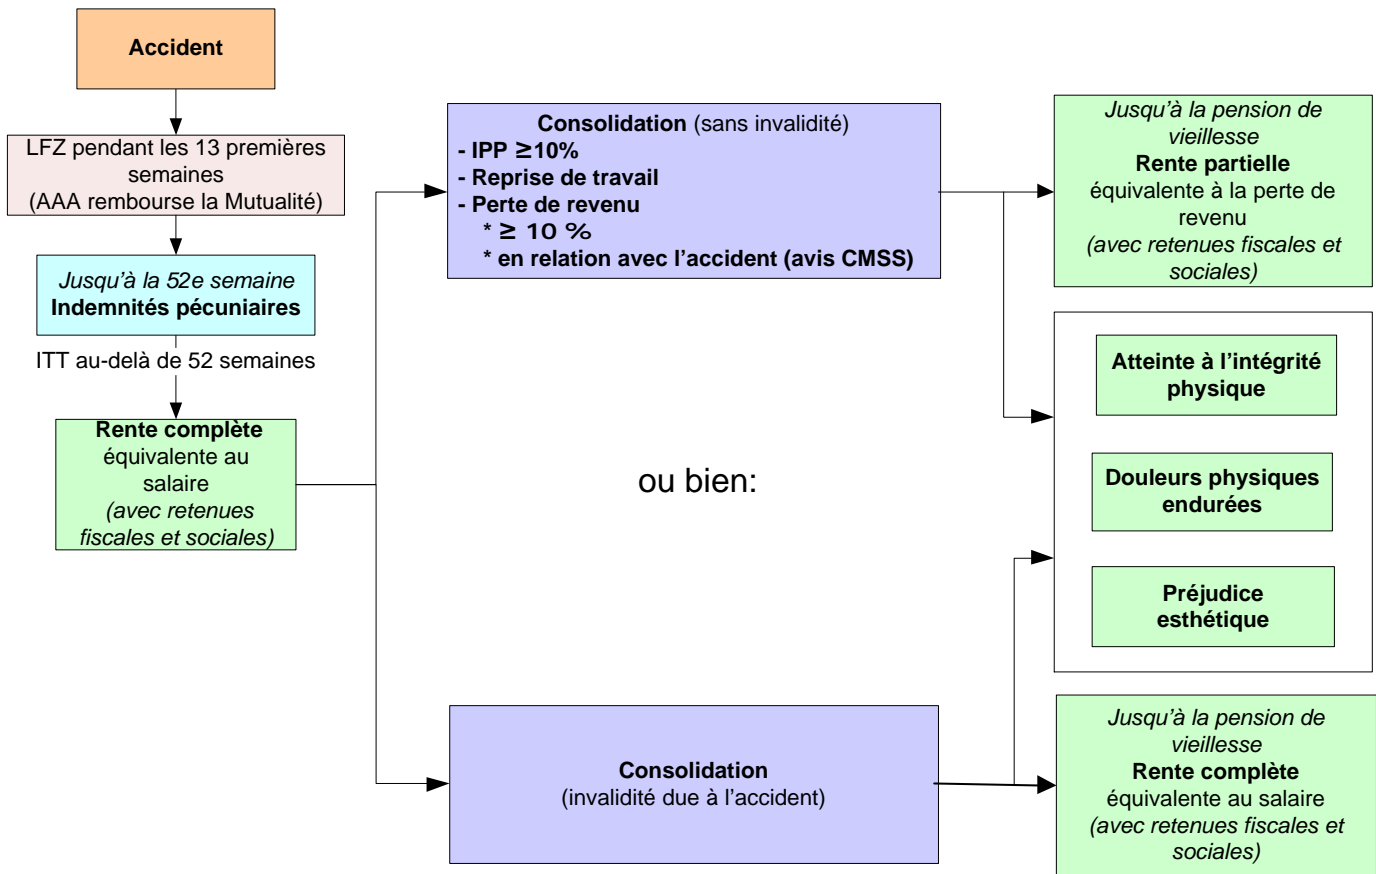 Accident
LFZ pendant les 13 premières
semaines
(AAA rembourse la Mutualité)
Jusqu'à la 52e semaine
Indemnités pécuniaires
ITT au-delà de 52 semaines
Rente complète
équivalente au
salaire
(avec retenues
fiscales et sociales)
Consolidation (sans invalidité)
- IPP ≥10%
- Reprise de travail
- Perte de revenu
* ≥ 10 %
* en relation avec l'accident (avis CMSS)
ou bien:
Consolidation
(invalidité due à l'accident)
Jusqu'à la pension de
vieillesse
Rente partielle
équivalente à la perte de
revenu
(avec retenues fiscales et
sociales)
Atteinte à l'intégrité
physique
Douleurs physiques
endurées
Préjudice
esthétique
Jusqu'à la pension de
vieillesse
Rente complète
équivalente au salaire
(avec retenues fiscales et
sociales)